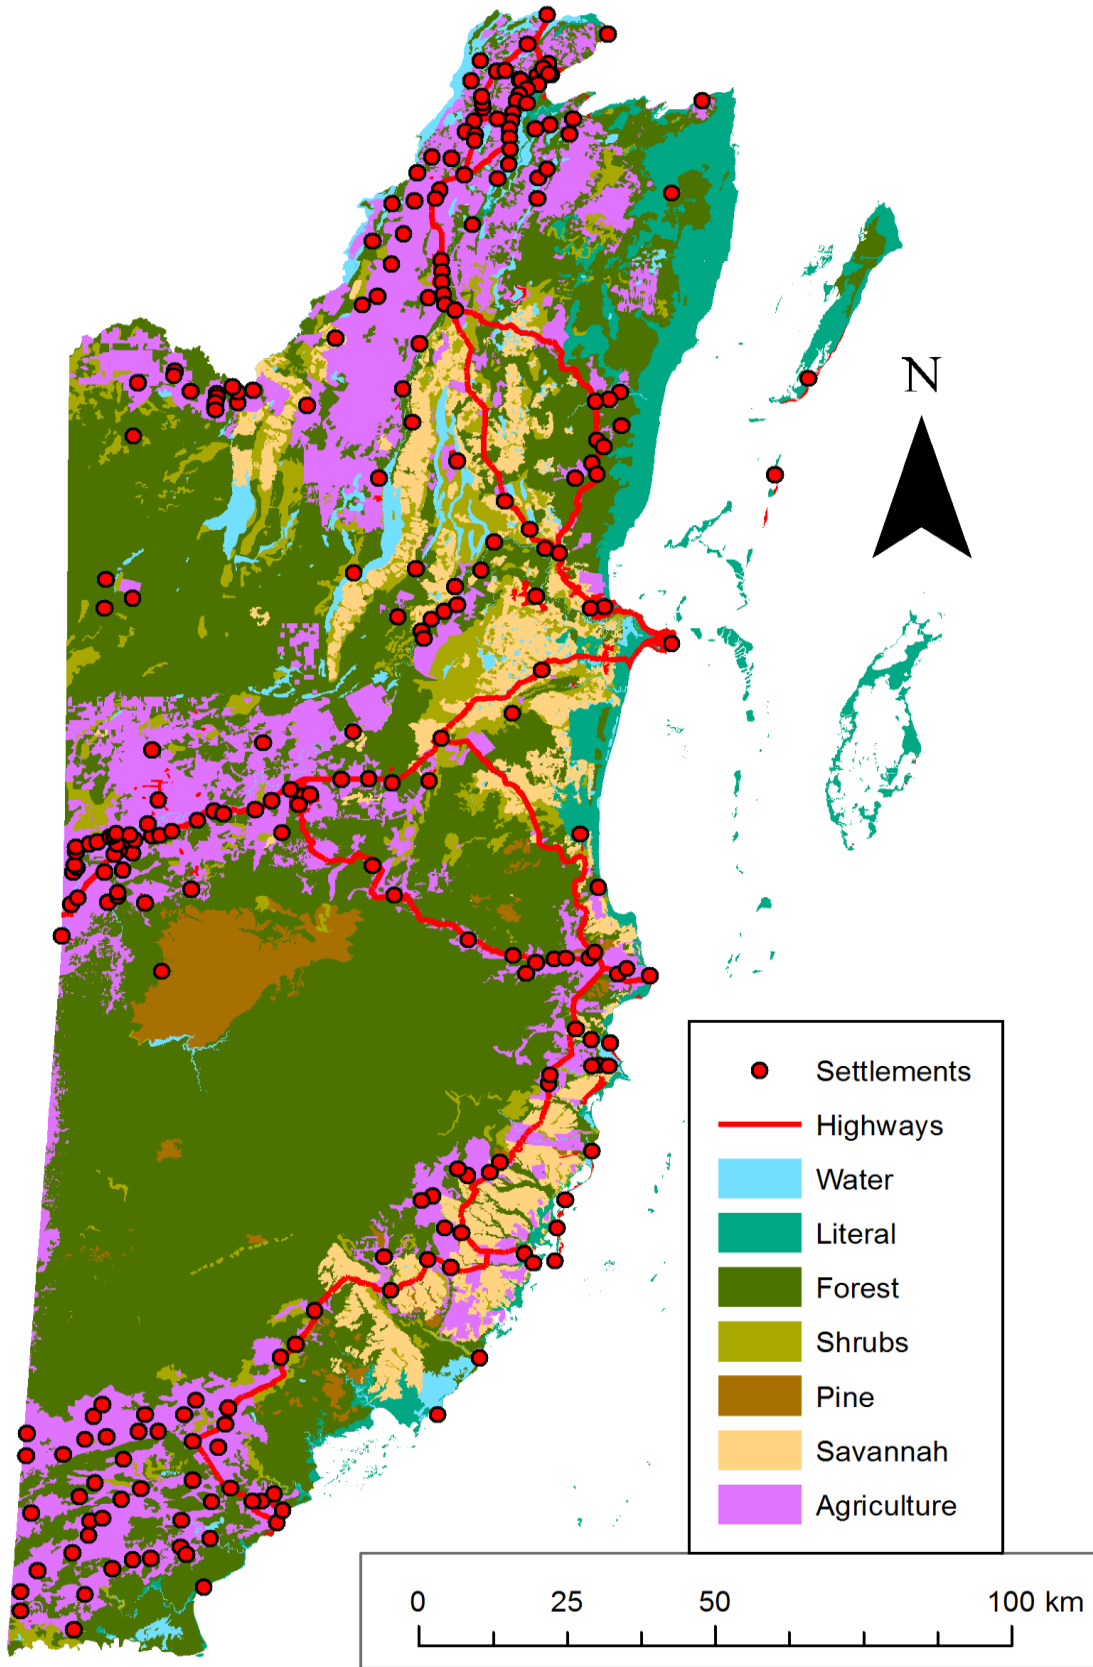 N
Settlements
Highways
Water
Literal
Forest
Shrubs
Pine
Savannah
Agriculture
0 25 50 100 km